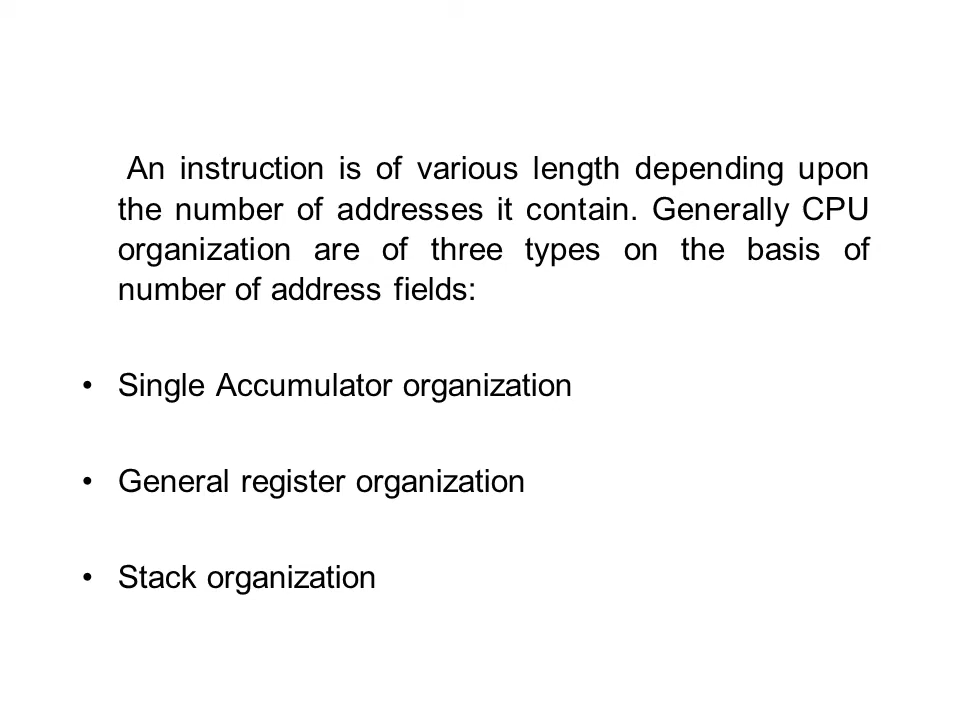 An instruction is of various length depending upon
the number of addresses it contain. Generally CPU
organization are of three types on the basis of
number of address fields:
• Single Accumulator organization
• General register organization
• Stack organization